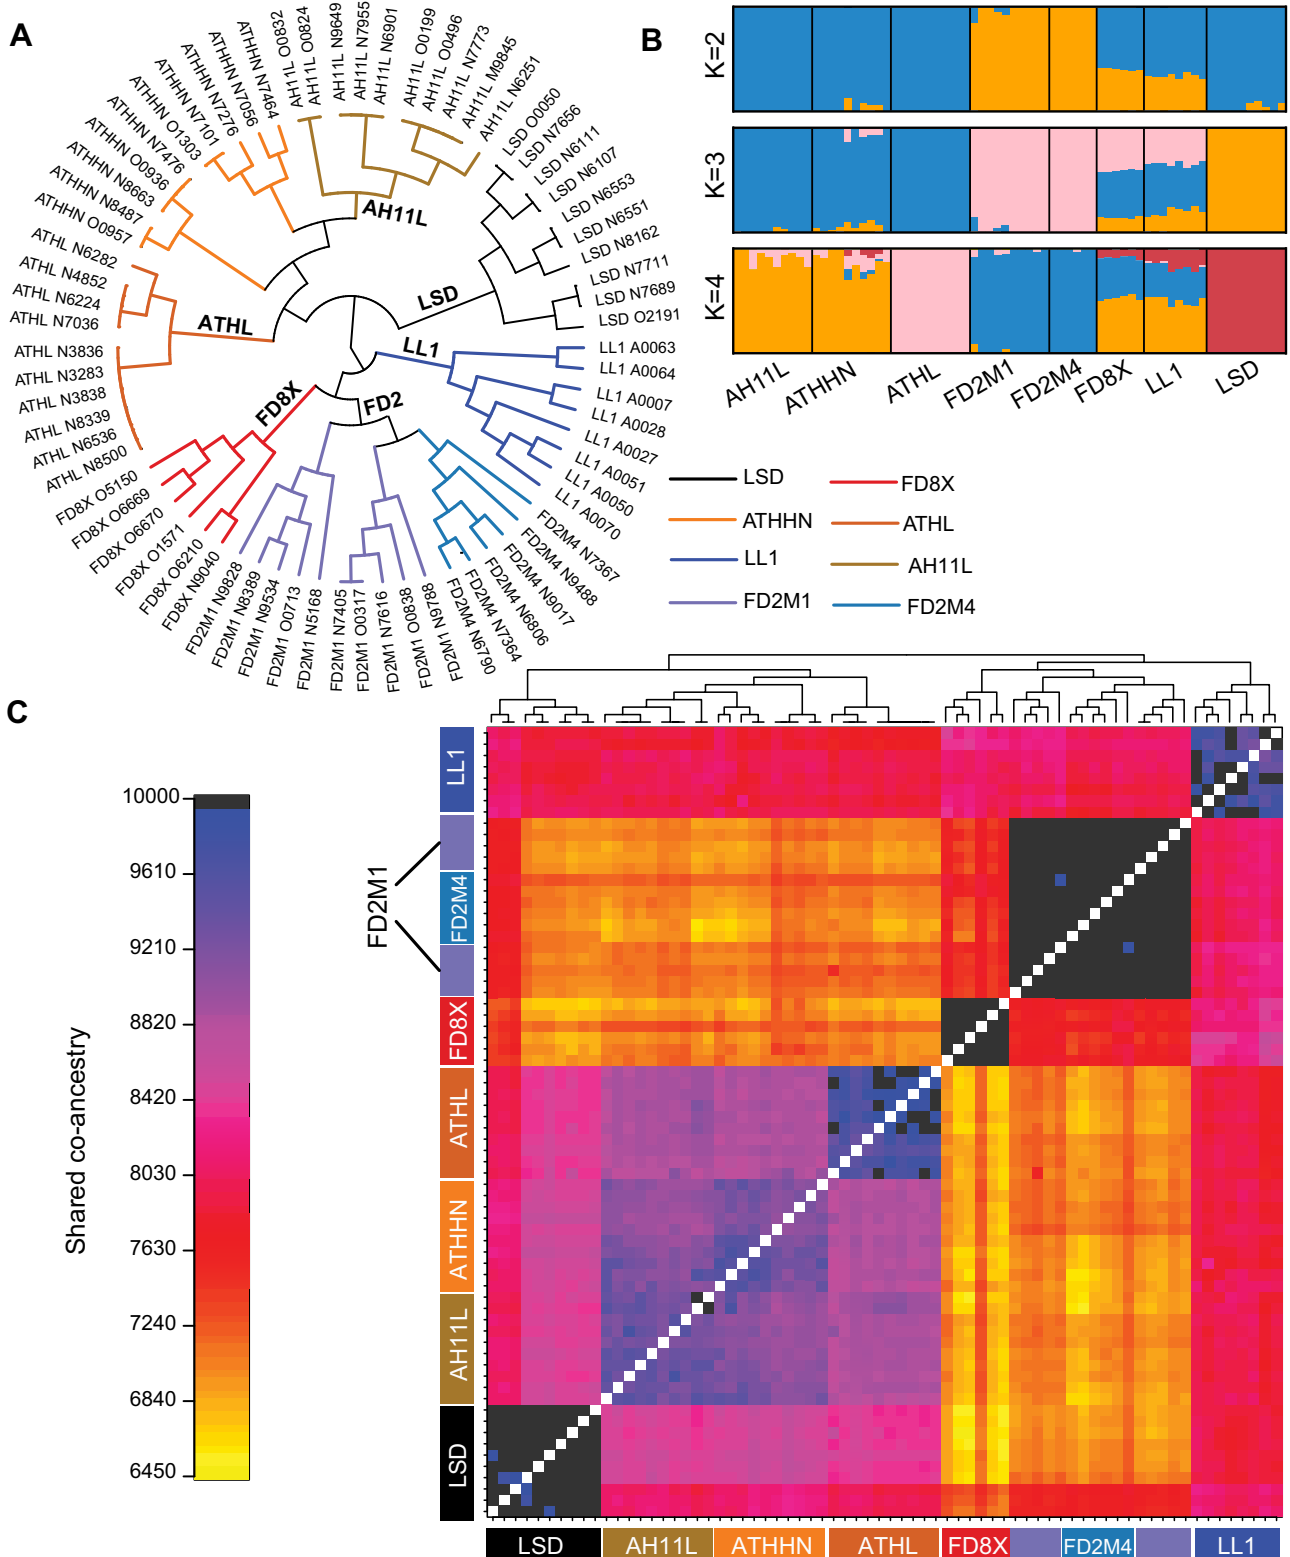 A
AH11L O0832
AH11L O0824
AH11L N9649
AH11L N7955
AH11L N6901
AH11L O0199
AH11L O0496
AH11L N7773
AH11L M9845
AH11L N6251
LSD O0050
LSD N7656
LSD N6111
LSD N6107
LSD N6553
LSD N6551
LSD N8162
LSD N7711
LSD N7689
LSD O2191
LL1 A0063
LL1 A0064
LL1 A0007
LL1 A0028
LL1 A0027
LL1 A0051
LL1 A0050
LL1 A0070
FD2M4 N7367
FD2M4 N9488
FD2M4 N9017
FD2M4 N6806
FD2M4 N7364
FD2M4 N6790
FD2M1 N9788
FD2M1 O0838
FD2M1 N7616
FD2M1 O0317
FD2M1 N7405
FD2M1 N5168
FD2M1 O0713
FD2M1 N9534
FD2M1 N8389
FD2M1 N9828
FD8X N9040
FD8X O6210
FD8X O1571
FD8X O6670
FD8X O6669
FD8X O5150
ATHL N8500
ATHL N6536
ATHL N8339
ATHL N3838
ATHL N3283
ATHL N3836
ATHL N7036
ATHL N6224
ATHL N4852
ATHL N6282
ATHHN O0957
ATHHN N8487
ATHHN N8663
ATHHN O0936
ATHHN N7476
ATHHN O1303
ATHHN N7101
ATHHN N7276
ATHHN N7056
ATHHN N7464
AH11L
LSD
ATHL
LL1
FD8X
FD2
B
K=2
K=3
K=4
AH11L
ATHHN
ATHL
FD2M1
FD2M4
FD8X
LL1
LSD
LSD
FD8X
ATHHN
ATHL
LL1
AH11L
FD2M1
FD2M4
C
Shared co-ancestry
10000
9610
9210
8820
8420
8030
7630
7240
6840
6450
LL1
FD2M1
FD2M4
FD8X
ATHL
ATHHN
AH11L
LSD
LSD
AH11L
ATHHN
ATHL
FD8X
FD2M4
LL1